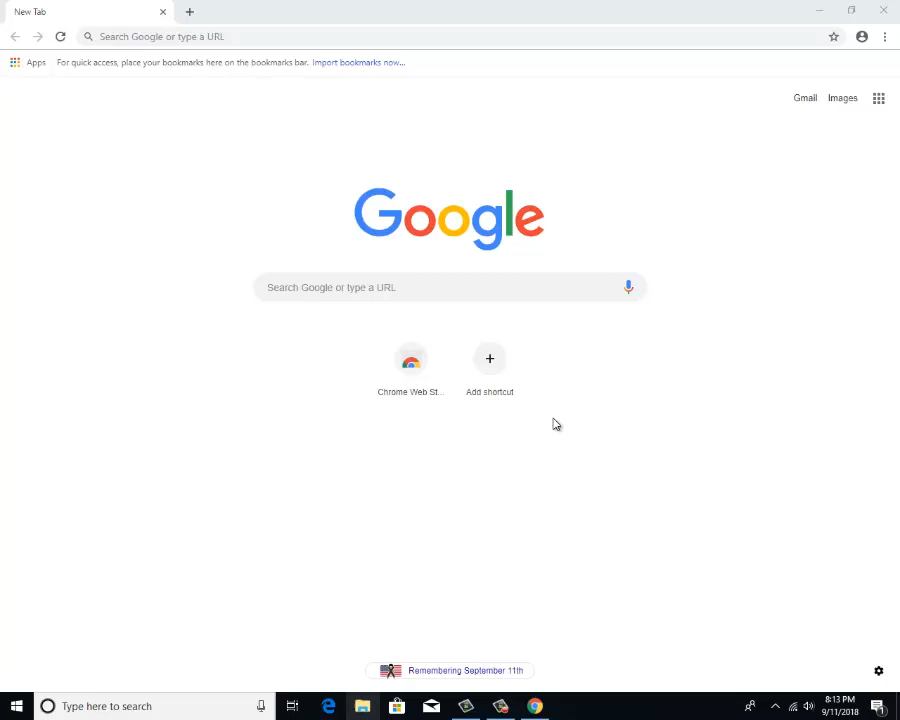 New Tab
Search Google or type a URL
Apps For quick access, place your bookmarks here on the bookmarks bar. Import bookmarks now...
Gmail Images
Google
Search Google or type a URL
Chrome Web St... Add shortcut
Remembering September 11th
Type here to search
8:13 PM
9/11/2018
1